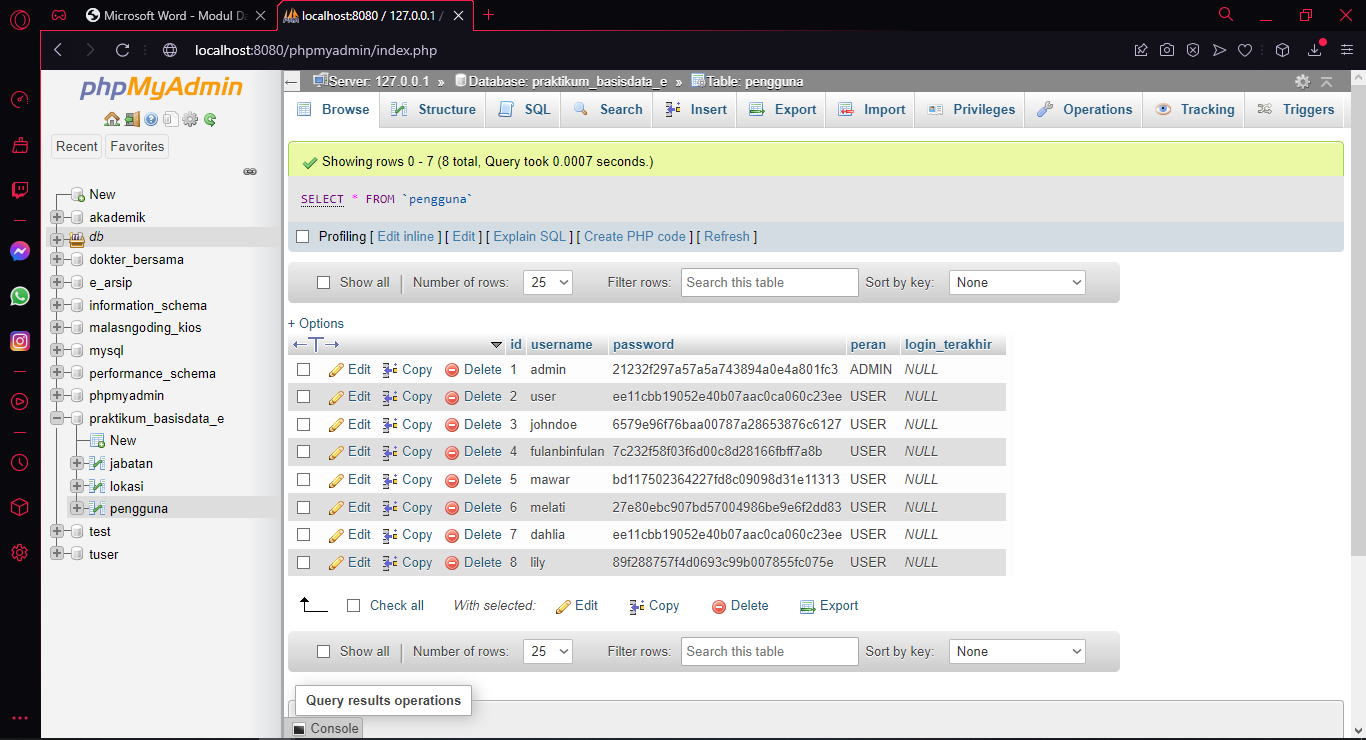 Microsoft Word - Modul Da
localhost:8080 / 127.0.0.1 /
localhost:8080/phpmyadmin/index.php
phpMyAdmin
Recent Favorites
New
akademik
db
dokter_bersama
e_arsip
information_schema
malasngoding_kios
mysql
performance_schema
phpmyadmin
praktikum_basisdata_e
New
jabatan
lokasi
pengguna
test
tuser
Server: 127.0.0.1 » Database: praktikum_basisdata_e » Table: pengguna
Browse Structure SQL Search Insert Export Import Privileges Operations Tracking Triggers
Showing rows 0 - 7 (8 total, Query took 0.0007 seconds.)
SELECT * FROM `pengguna`
Profiling [ Edit inline ] [ Edit ] [ Explain SQL ] [ Create PHP code ] [ Refresh ]
Show all Number of rows: 25 Filter rows: Search this table Sort by key: None
+ Options
id username password peran login_terakhir
Edit Copy Delete 1 admin 21232f297a57a5a743894a0e4a801fc3 ADMIN NULL
Edit Copy Delete 2 user ee11cbb19052e40b07aac0ca060c23ee USER NULL
Edit Copy Delete 3 johndoe 6579e96f76baa00787a28653876c6127 USER NULL
Edit Copy Delete 4 fulanbinfulan 7c232f58f03f6d00c8d28166fbff7a8b USER NULL
Edit Copy Delete 5 mawar bd117502364227fd8c09098d31e11313 USER NULL
Edit Copy Delete 6 melati 27e80ebc907bd57004986be9e6f2dd83 USER NULL
Edit Copy Delete 7 dahlia ee11cbb19052e40b07aac0ca060c23ee USER NULL
Edit Copy Delete 8 lily 89f288757f4d0693c99b007855fc075e USER NULL
Check all With selected: Edit Copy Delete Export
Show all Number of rows: 25 Filter rows: Search this table Sort by key: None
Query results operations
Console